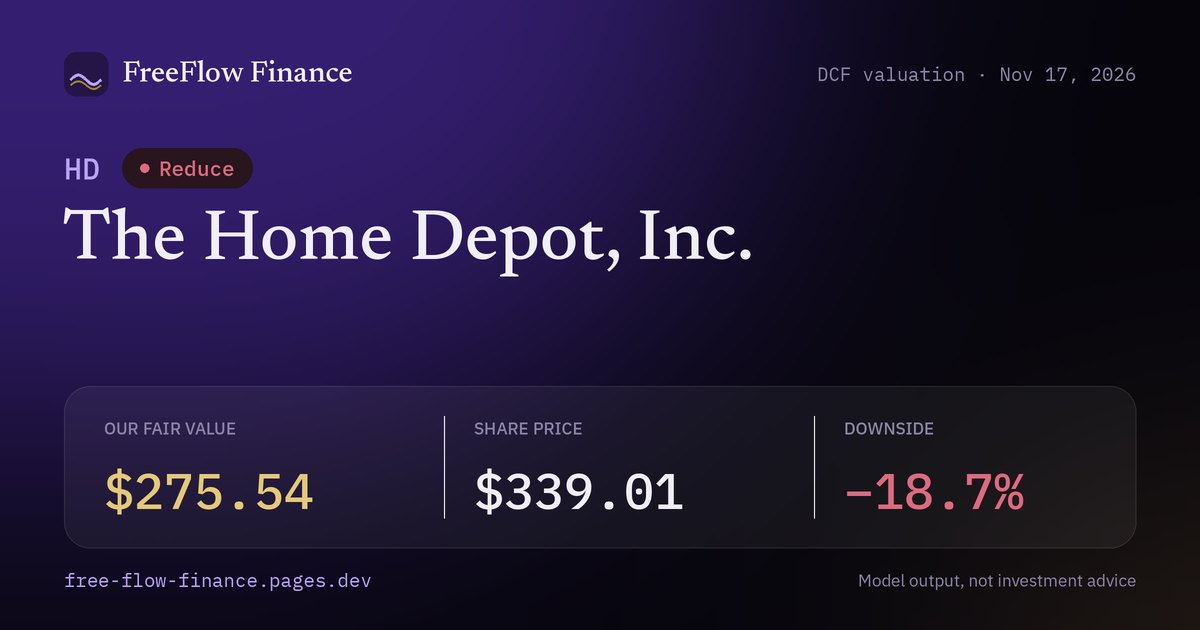 FreeFlow Finance
DCF valuation · Nov 17, 2026
HD
Reduce
The Home Depot, Inc.
OUR FAIR VALUE
$275.54
SHARE PRICE
$339.01
DOWNSIDE
−18.7%
free-flow-finance.pages.dev
Model output, not investment advice